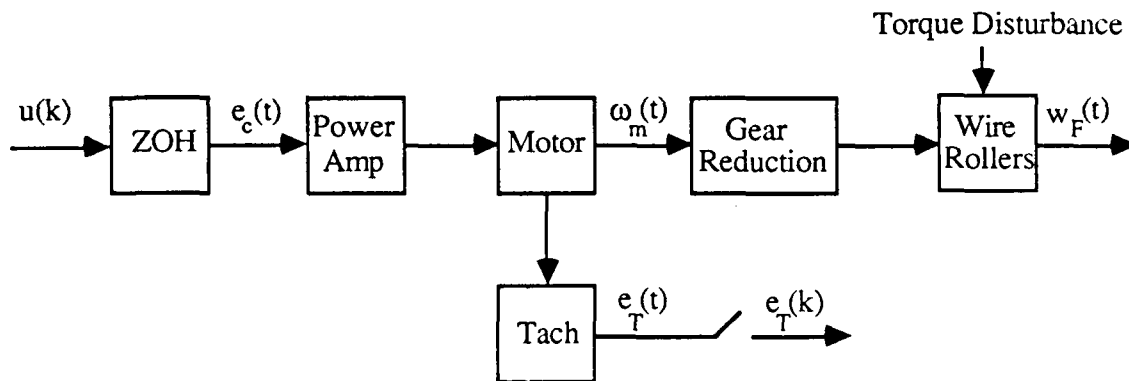 Torque Disturbance
u(k)
ZOH
e_c(t)
Power
Amp
Motor
ω_m(t)
Gear
Reduction
Wire
Rollers
w_F(t)
Tach
e_T(t)
e_T(k)